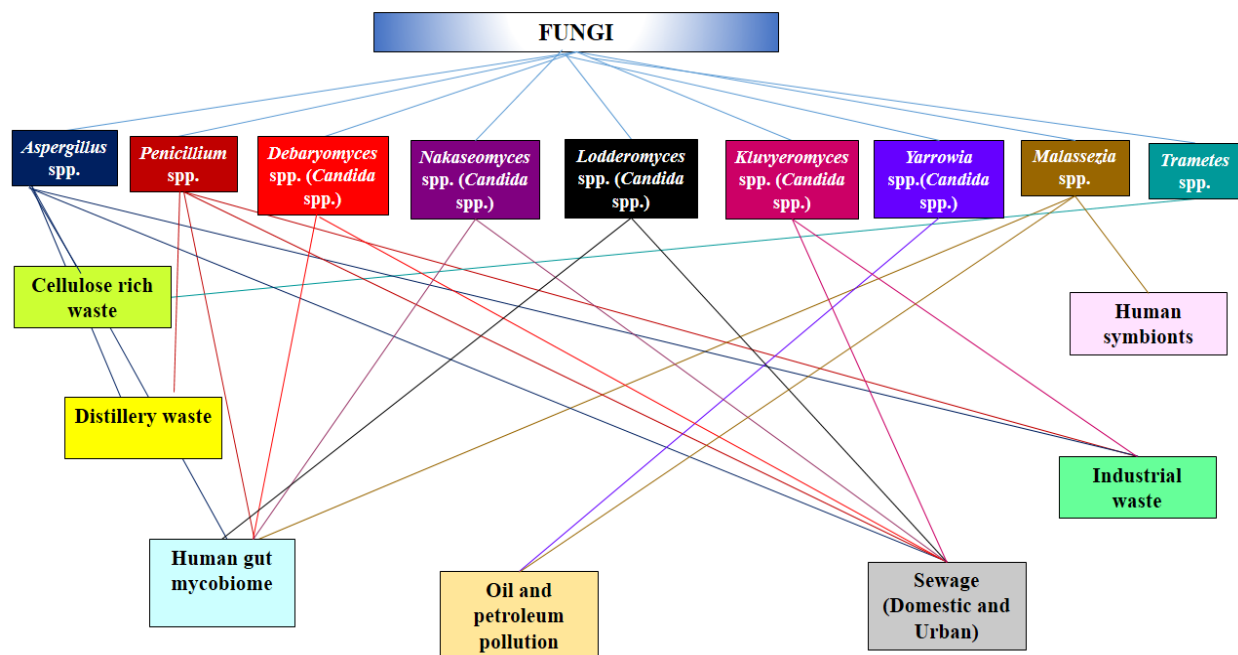 FUNGI
Aspergillus
spp.
Penicillium
spp.
Debaryomyces
spp. (Candida
spp.)
Nakaseomyces
spp. (Candida
spp.)
Lodderomyces
spp. (Candida
spp.)
Kluvyeromyces
spp. (Candida
spp.)
Yarrowia
spp.(Candida
spp.)
Malassezia
spp.
Trametes
spp.
Cellulose rich
waste
Human
symbionts
Distillery waste
Industrial
waste
Human gut
mycobiome
Oil and
petroleum
pollution
Sewage
(Domestic and
Urban)